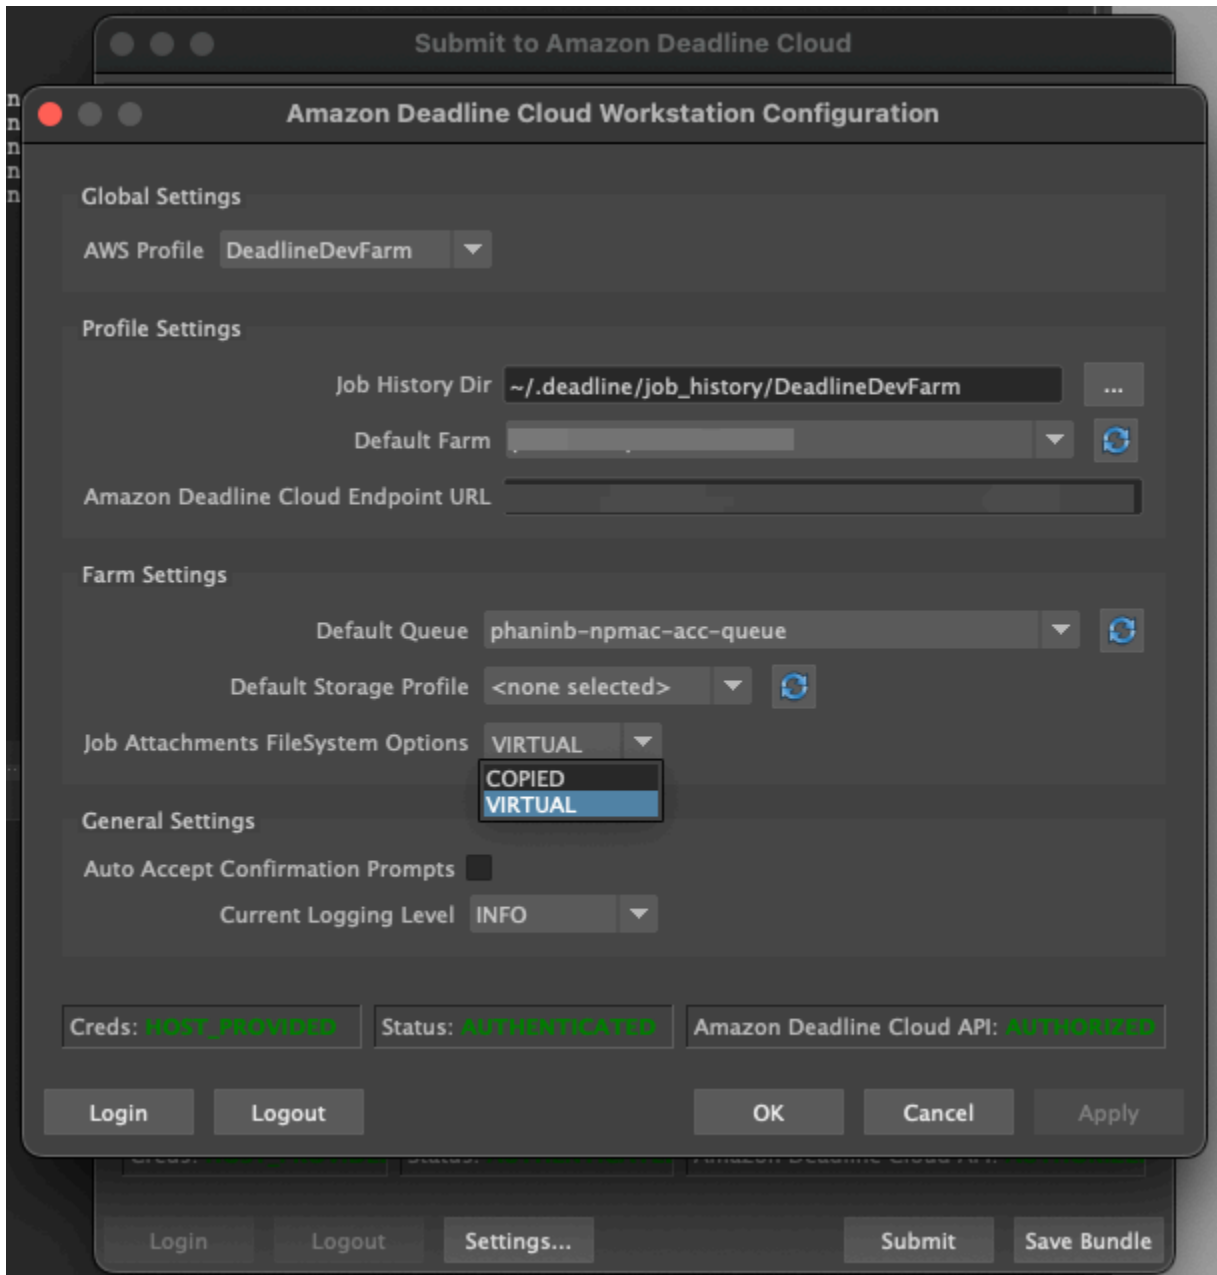 Submit to Amazon Deadline Cloud
n
n
n
n
n
Amazon Deadline Cloud Workstation Configuration
Global Settings
AWS Profile DeadlineDevFarm
Profile Settings
Job History Dir ~/.deadline/job_history/DeadlineDevFarm ...
Default Farm
Amazon Deadline Cloud Endpoint URL
Farm Settings
Default Queue phaninb-npmac-acc-queue
Default Storage Profile <none selected>
Job Attachments FileSystem Options VIRTUAL
COPIED
VIRTUAL
General Settings
Auto Accept Confirmation Prompts
Current Logging Level INFO
Creds: HOST_PROVIDED Status: AUTHENTICATED Amazon Deadline Cloud API: AUTHORIZED
Login Logout OK Cancel Apply
Login Logout Settings... Submit Save Bundle